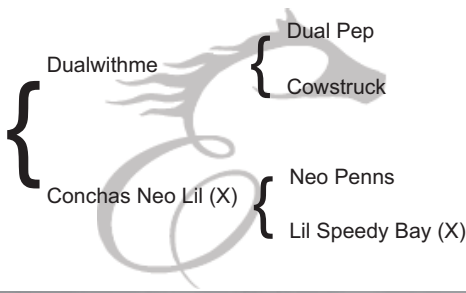 Dual Pep
Dualwithme
Cowstruck
Neo Penns
Conchas Neo Lil (X)
Lil Speedy Bay (X)